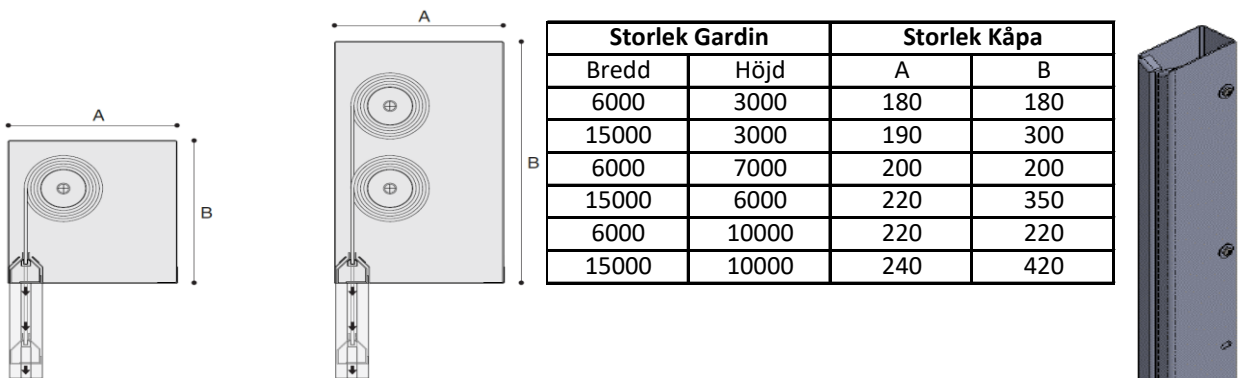 A
B
A
B
Storlek Gardin Storlek Kåpa
Bredd Höjd A B
6000 3000 180 180
15000 3000 190 300
6000 7000 200 200
15000 6000 220 350
6000 10000 220 220
15000 10000 240 420